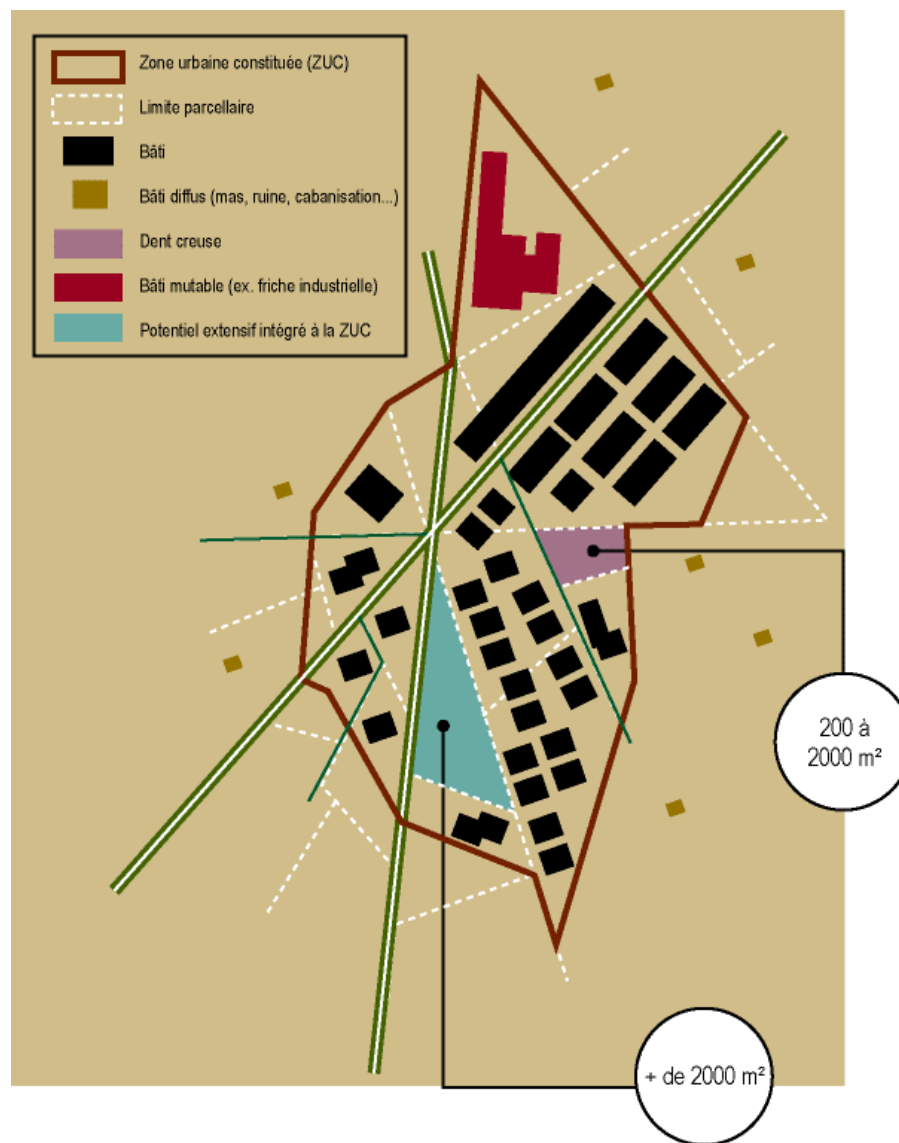 Zone urbaine constituée (ZUC)
Limite parcellaire
Bâti
Bâti diffus (mas, ruine, cabanisation...)
Dent creuse
Bâti mutable (ex. friche industrielle)
Potentiel extensif intégré à la ZUC
200 à
2000 m²
+ de 2000 m²